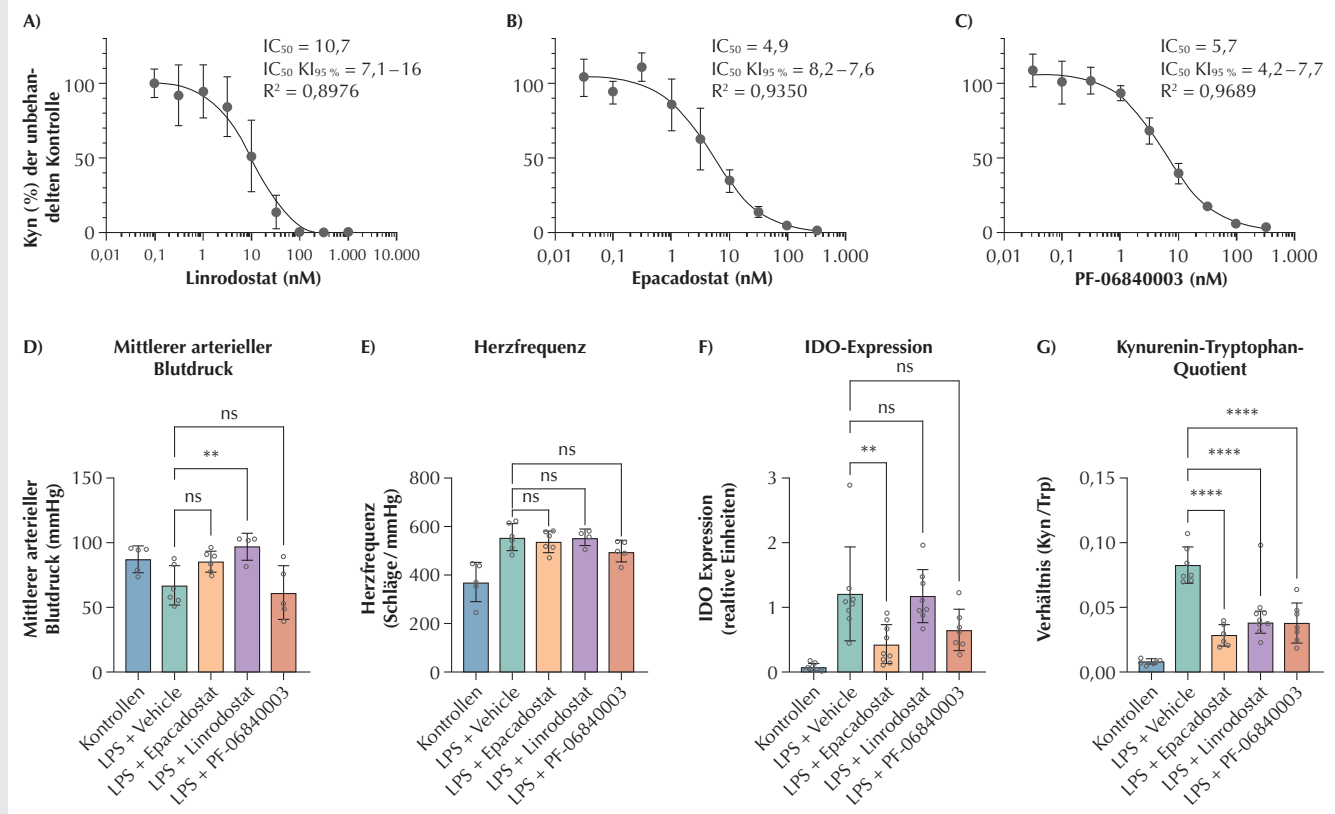 A)
IC₅₀ = 10,7
IC₅₀ KI₉₅ % = 7,1–16
R² = 0,8976
Kyn (%) der unbehan-
delten Kontrolle
100
50
0
0,01 0,1 1 10 100 1.000 10.000
Linrodostat (nM)
B)
IC₅₀ = 4,9
IC₅₀ KI₉₅ % = 8,2–7,6
R² = 0,9350
100
50
0
0,01 0,1 1 10 100 1.000
Epacadostat (nM)
C)
IC₅₀ = 5,7
IC₅₀ KI₉₅ % = 4,2–7,7
R² = 0,9689
100
50
0
0,01 0,1 1 10 100 1.000
PF-06840003 (nM)
D)
Mittlerer arterieller
Blutdruck
ns
**
ns
Mittlerer arterieller
Blutdruck (mmHg)
150
100
50
0
Kontrollen
LPS + Vehicle
LPS + Epacadostat
LPS + Linrodostat
LPS + PF-06840003
E)
Herzfrequenz
ns
ns
ns
Herzfrequenz
(Schläge / mmHg)
800
600
400
200
0
Kontrollen
LPS + Vehicle
LPS + Epacadostat
LPS + Linrodostat
LPS + PF-06840003
F)
IDO-Expression
ns
ns
**
IDO Expression
(realtive Einheiten)
3
2
1
0
Kontrollen
LPS + Vehicle
LPS + Epacadostat
LPS + Linrodostat
LPS + PF-06840003
G)
Kynurenin-Tryptophan-
Quotient
****
****
****
Verhältnis (Kyn /Trp)
0,15
0,10
0,05
0,00
Kontrollen
LPS + Vehicle
LPS + Epacadostat
LPS + Linrodostat
LPS + PF-06840003